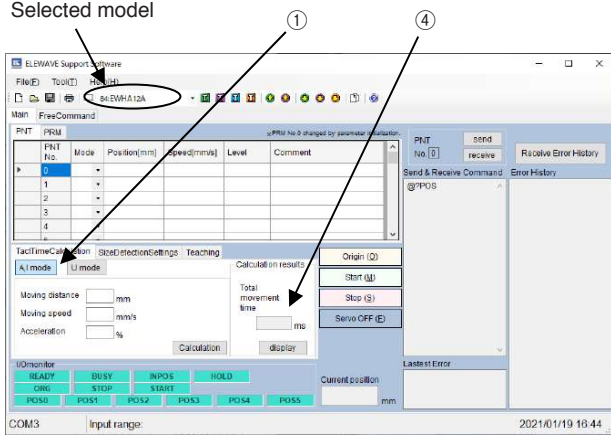 Selected model
① ④
ELEWAVE Support Software
File(F) Tool(T) Help(H)
84:EWHA12A
Main FreeCommand
PNT PRM
※PRM No.0 changed by parameter initialization.
PNT No. Mode Position[mm] Speed[mm/s] Level Comment
0
1
2
3
4
PNT
No. 0
send
receive
Receive Error History
Send & Receive Command Error History
@?POS
TactTimeCalculation SizeDetectionSettings Teaching
A,I mode U mode
Calculation results
Moving distance mm
Moving speed mm/s
Acceleration %
Calculation
Total
movement
time
ms
display
Origin (O)
Start (M)
Stop (S)
Servo OFF (E)
I/Omonitor
READY BUSY INPOS HOLD
ORG STOP START
POS0 POS1 POS2 POS3 POS4 POS5
Current position
mm
Lastest Error
COM3 Input range: 2021/01/19 16:44